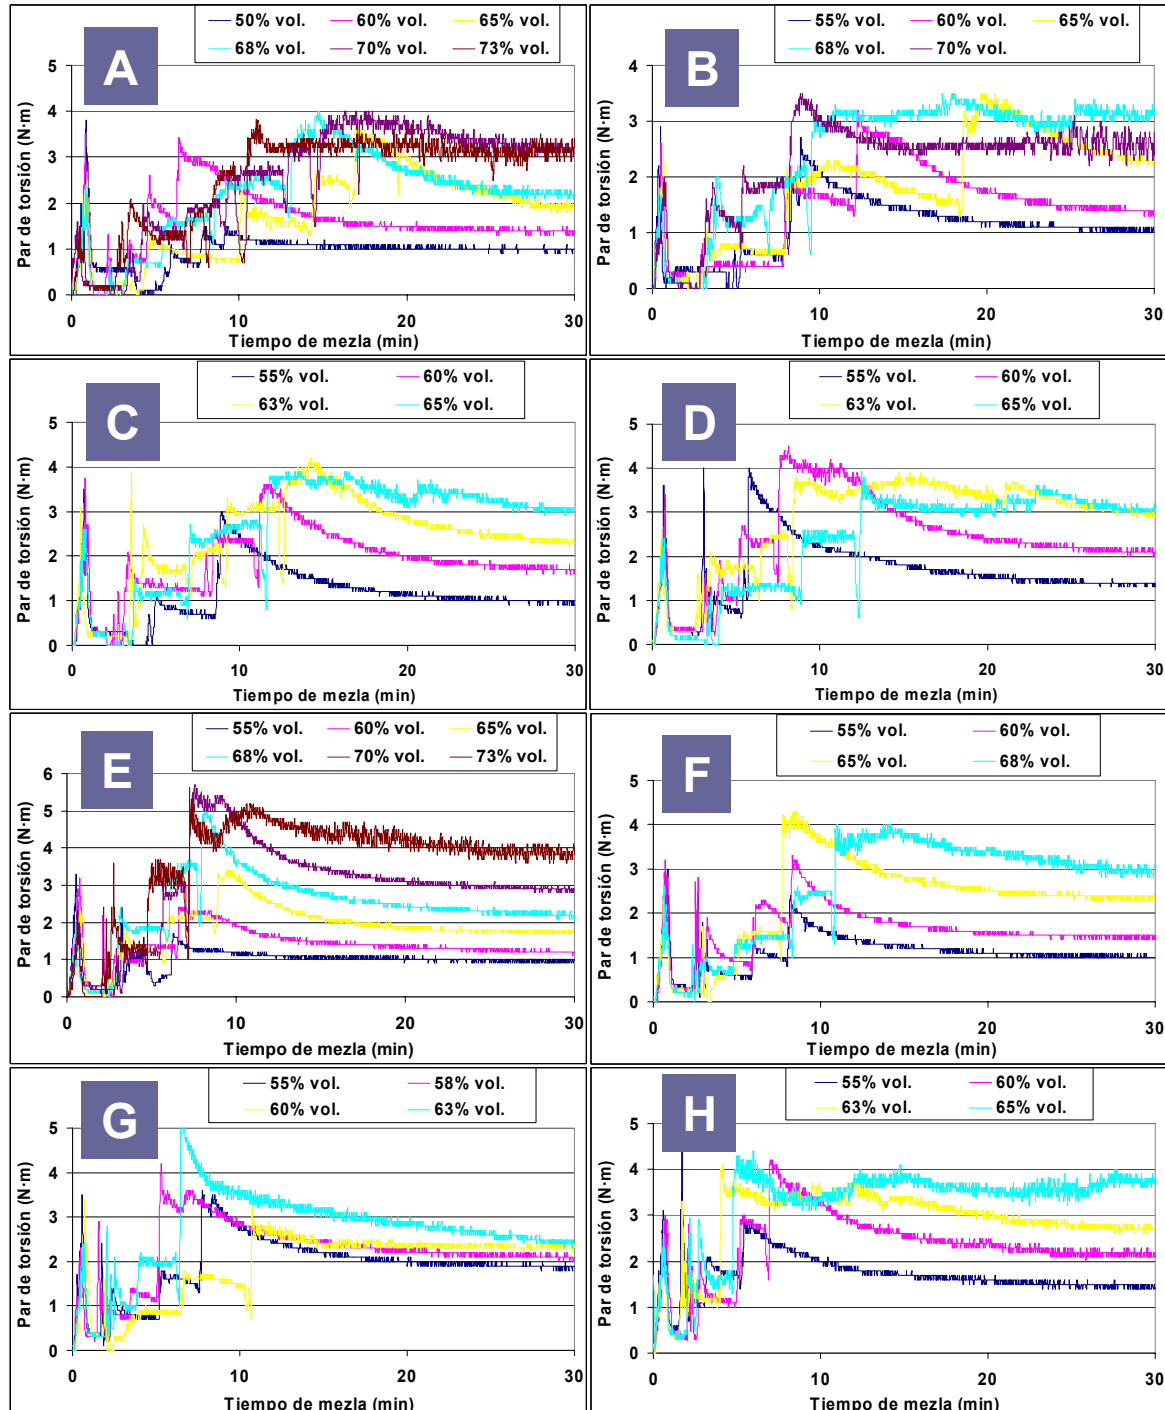 50% vol. 60% vol. 65% vol.
68% vol. 70% vol. 73% vol.
A
Par de torsión (N·m)
5
4
3
2
1
0
0 10 20 30
Tiempo de mezla (min)
55% vol. 60% vol. 65% vol.
68% vol. 70% vol.
B
Par de torsión (N·m)
4
3
2
1
0
0 10 20 30
Tiempo de mezla (min)
55% vol. 60% vol.
63% vol. 65% vol.
C
Par de torsión (N·m)
5
4
3
2
1
0
0 10 20 30
Tiempo de mezla (min)
55% vol. 60% vol.
63% vol. 65% vol.
D
Par de torsión (N·m)
5
4
3
2
1
0
0 10 20 30
Tiempo de mezla (min)
55% vol. 60% vol. 65% vol.
68% vol. 70% vol. 73% vol.
E
Par de torsión (N·m)
6
5
4
3
2
1
0
0 10 20 30
Tiempo de mezla (min)
55% vol. 60% vol.
65% vol. 68% vol.
F
Par de torsión (N·m)
5
4
3
2
1
0
0 10 20 30
Tiempo de mezla (min)
55% vol. 58% vol.
60% vol. 63% vol.
G
Par de torsión (N·m)
5
4
3
2
1
0
0 10 20 30
Tiempo de mezla (min)
55% vol. 60% vol.
63% vol. 65% vol.
H
Par de torsión (N·m)
5
4
3
2
1
0
0 10 20 30
Tiempo de mezla (min)